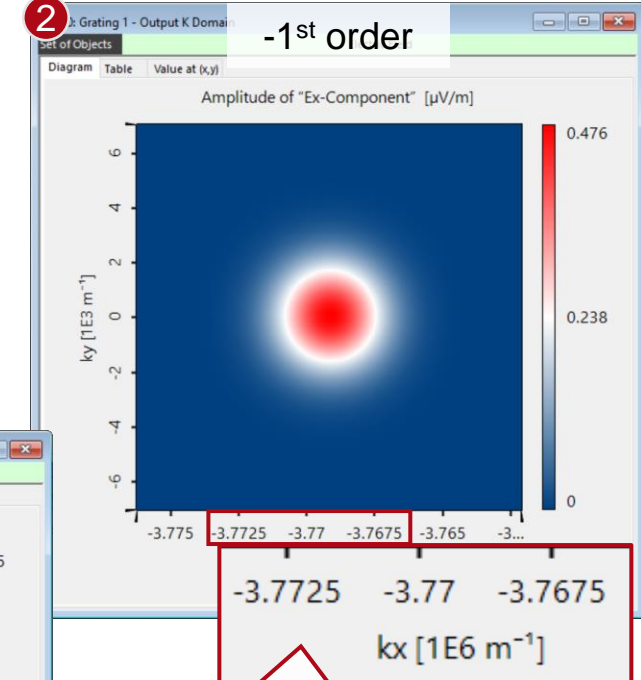 2
): Grating 1 - Output K Domain
-1st order
Set of Objects
Diagram Table Value at (x,y)
Amplitude of "Ex-Component" [µV/m]
0.476
0.238
0
6
4
2
0
-2
-4
-6
ky [1E3 m⁻¹]
-3.775 -3.7725 -3.77 -3.7675 -3.765 -3...
-3.7725 -3.77 -3.7675
kx [1E6 m⁻¹]